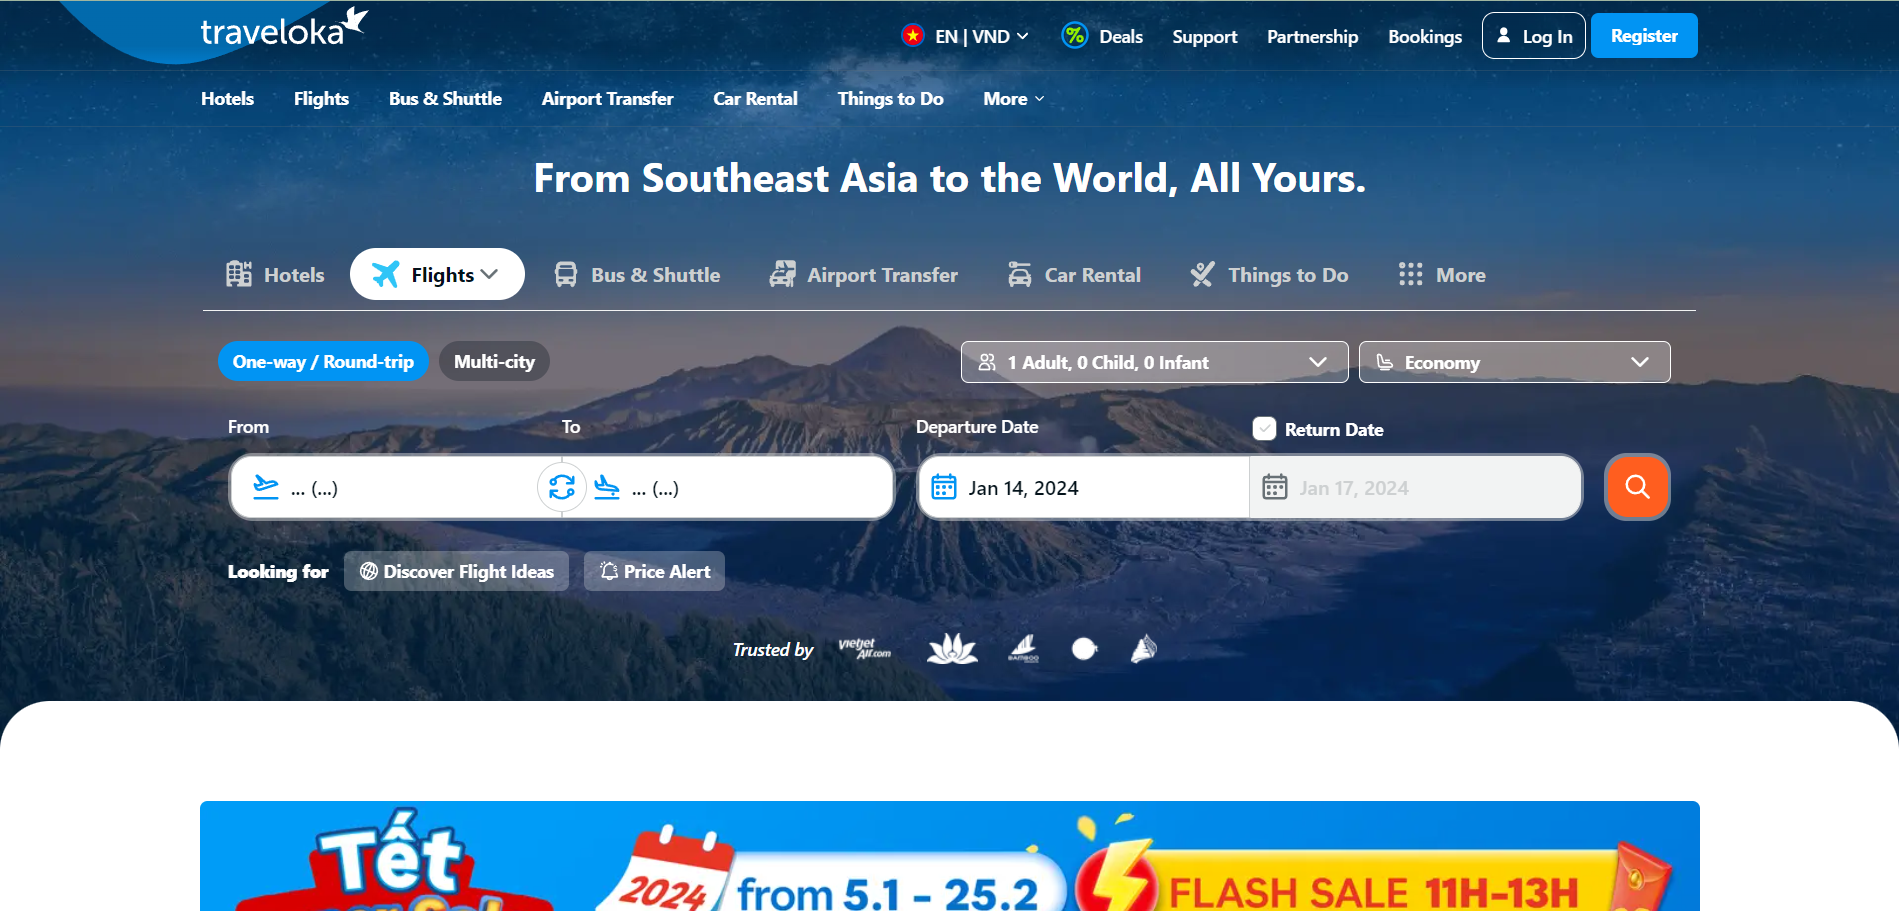 traveloka
EN | VND
Deals
Support
Partnership
Bookings
Log In
Register
Hotels
Flights
Bus & Shuttle
Airport Transfer
Car Rental
Things to Do
More
From Southeast Asia to the World, All Yours.
Hotels
Flights
Bus & Shuttle
Airport Transfer
Car Rental
Things to Do
More
One-way / Round-trip
Multi-city
1 Adult, 0 Child, 0 Infant
Economy
From
To
Departure Date
Return Date
... (...)
... (...)
Jan 14, 2024
Jan 17, 2024
Looking for
Discover Flight Ideas
Price Alert
Trusted by
vietjet
Air.com
BAMBOO
Tết
2024
from 5.1 - 25.2
FLASH SALE 11H-13H